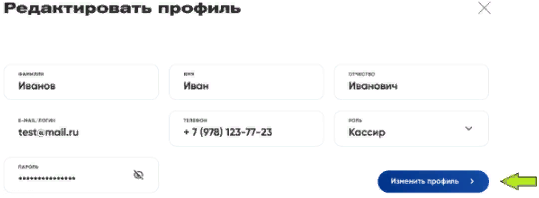 Редактировать профиль
ФАМИЛИЯ
Иванов
ИМЯ
Иван
ОТЧЕСТВО
Иванович
E-MAIL/ЛОГИН
test@mail.ru
ТЕЛЕФОН
+ 7 (978) 123-77-23
РОЛЬ
Кассир
ПАРОЛЬ
***************
Изменить профиль